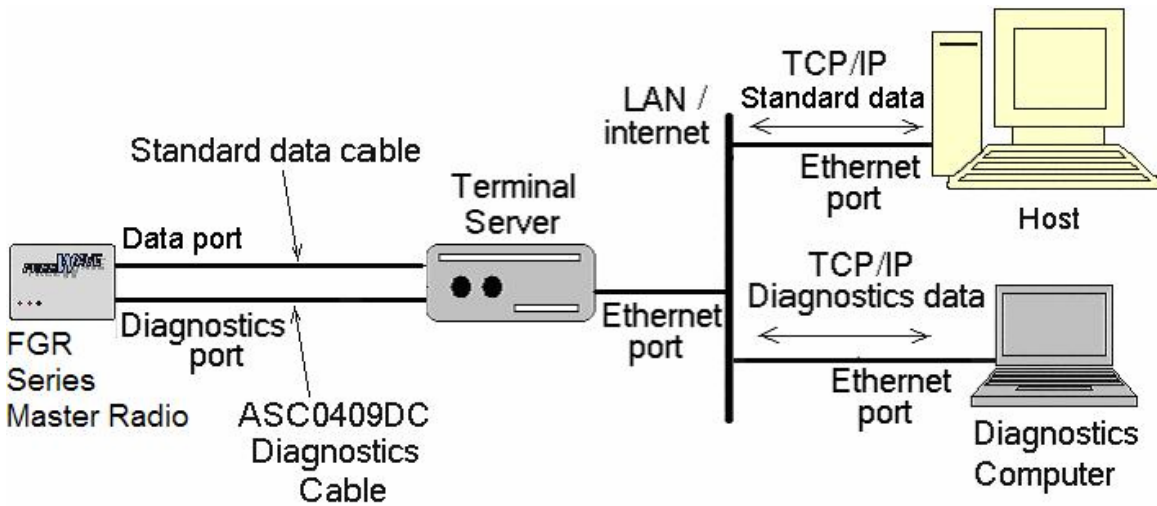 Standard data cable
Data port
FREEWAVE
Diagnostics
port
FGR
Series
Master Radio
ASC0409DC
Diagnostics
Cable
Terminal
Server
Ethernet
port
LAN /
internet
TCP/IP
Standard data
Ethernet
port
Host
TCP/IP
Diagnostics data
Ethernet
port
Diagnostics
Computer